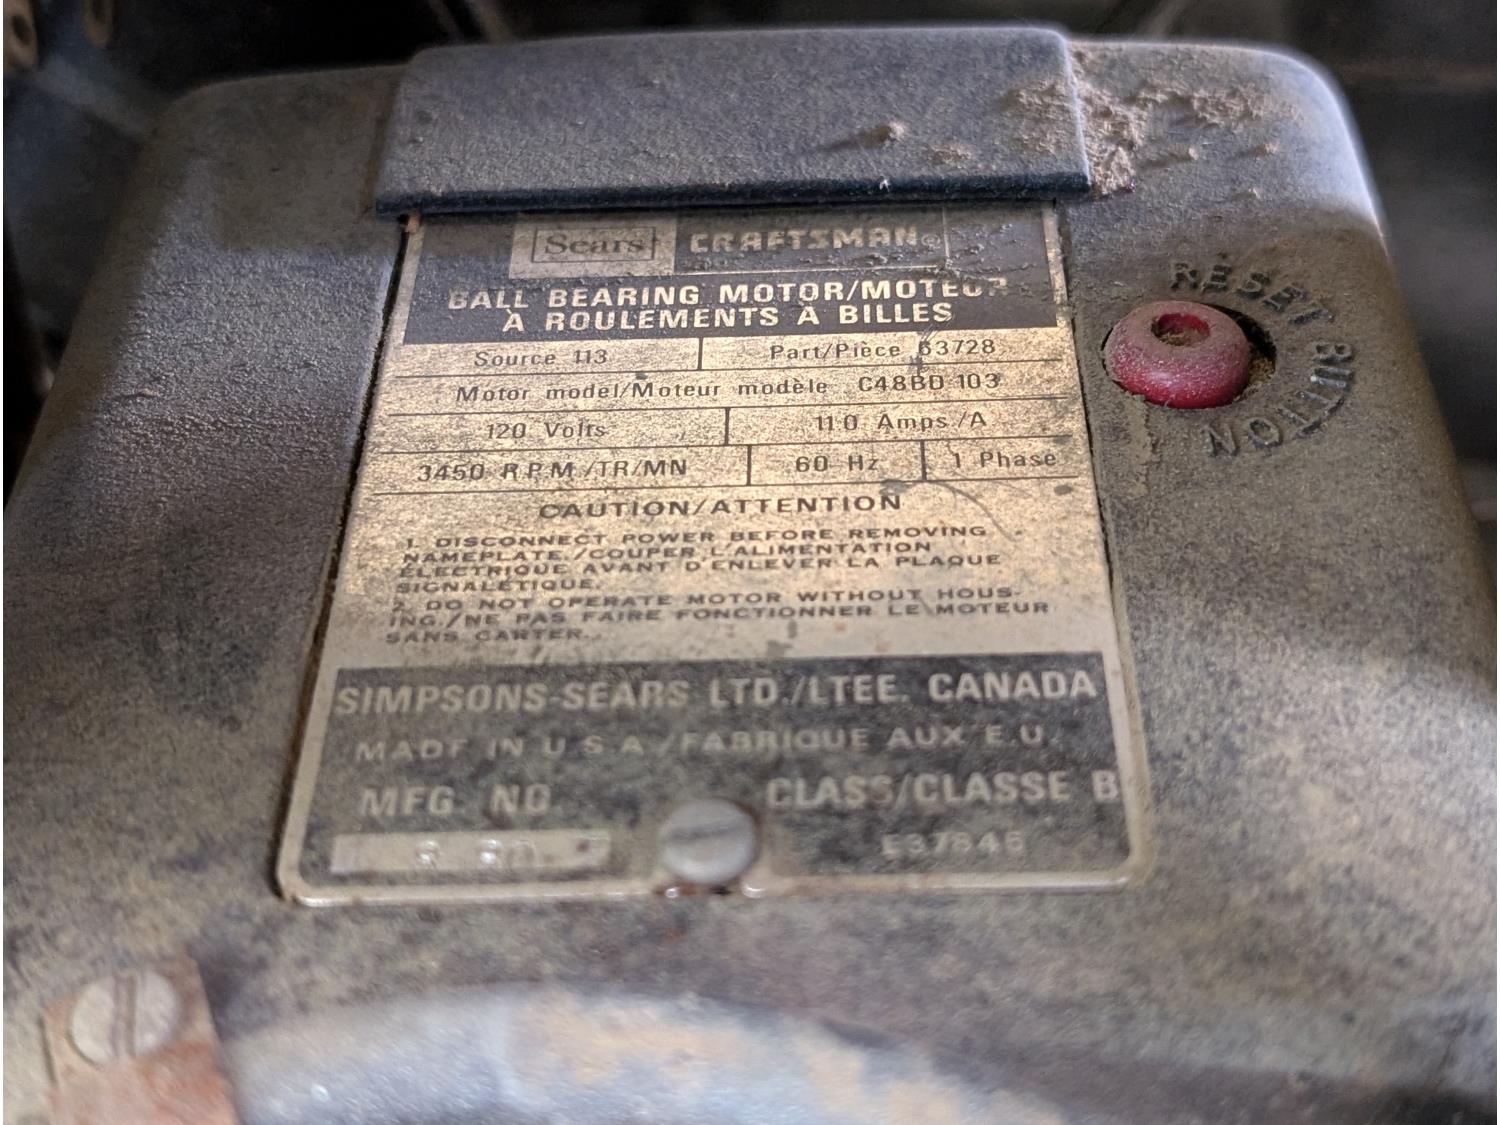 Sears CRAFTSMAN®
BALL BEARING MOTOR/MOTEUR
À ROULEMENTS À BILLES
Source 113 Part/Pièce 63728
Motor model/Moteur modèle C48BD 103
120 Volts 11.0 Amps/A
3450 R.P.M./TR/MN 60 Hz 1 Phase
CAUTION/ATTENTION
1. DISCONNECT POWER BEFORE REMOVING
NAMEPLATE./COUPER L'ALIMENTATION
ÉLECTRIQUE AVANT D'ENLEVER LA PLAQUE
SIGNALÉTIQUE.
2. DO NOT OPERATE MOTOR WITHOUT HOUS-
ING./NE PAS FAIRE FONCTIONNER LE MOTEUR
SANS CARTER.
SIMPSONS-SEARS LTD./LTEE. CANADA
MADE IN U.S.A./FABRIQUE AUX E.U.
MFG. NO. CLASS/CLASSE B
RESET BUTTON